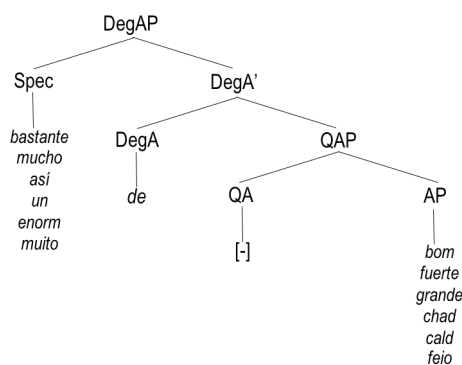 DegAP
Spec
DegA'
bastante
mucho
así
un
enorm
muito
DegA
QAP
de
QA
AP
[-]
bom
fuerte
grande
chad
cald
feio